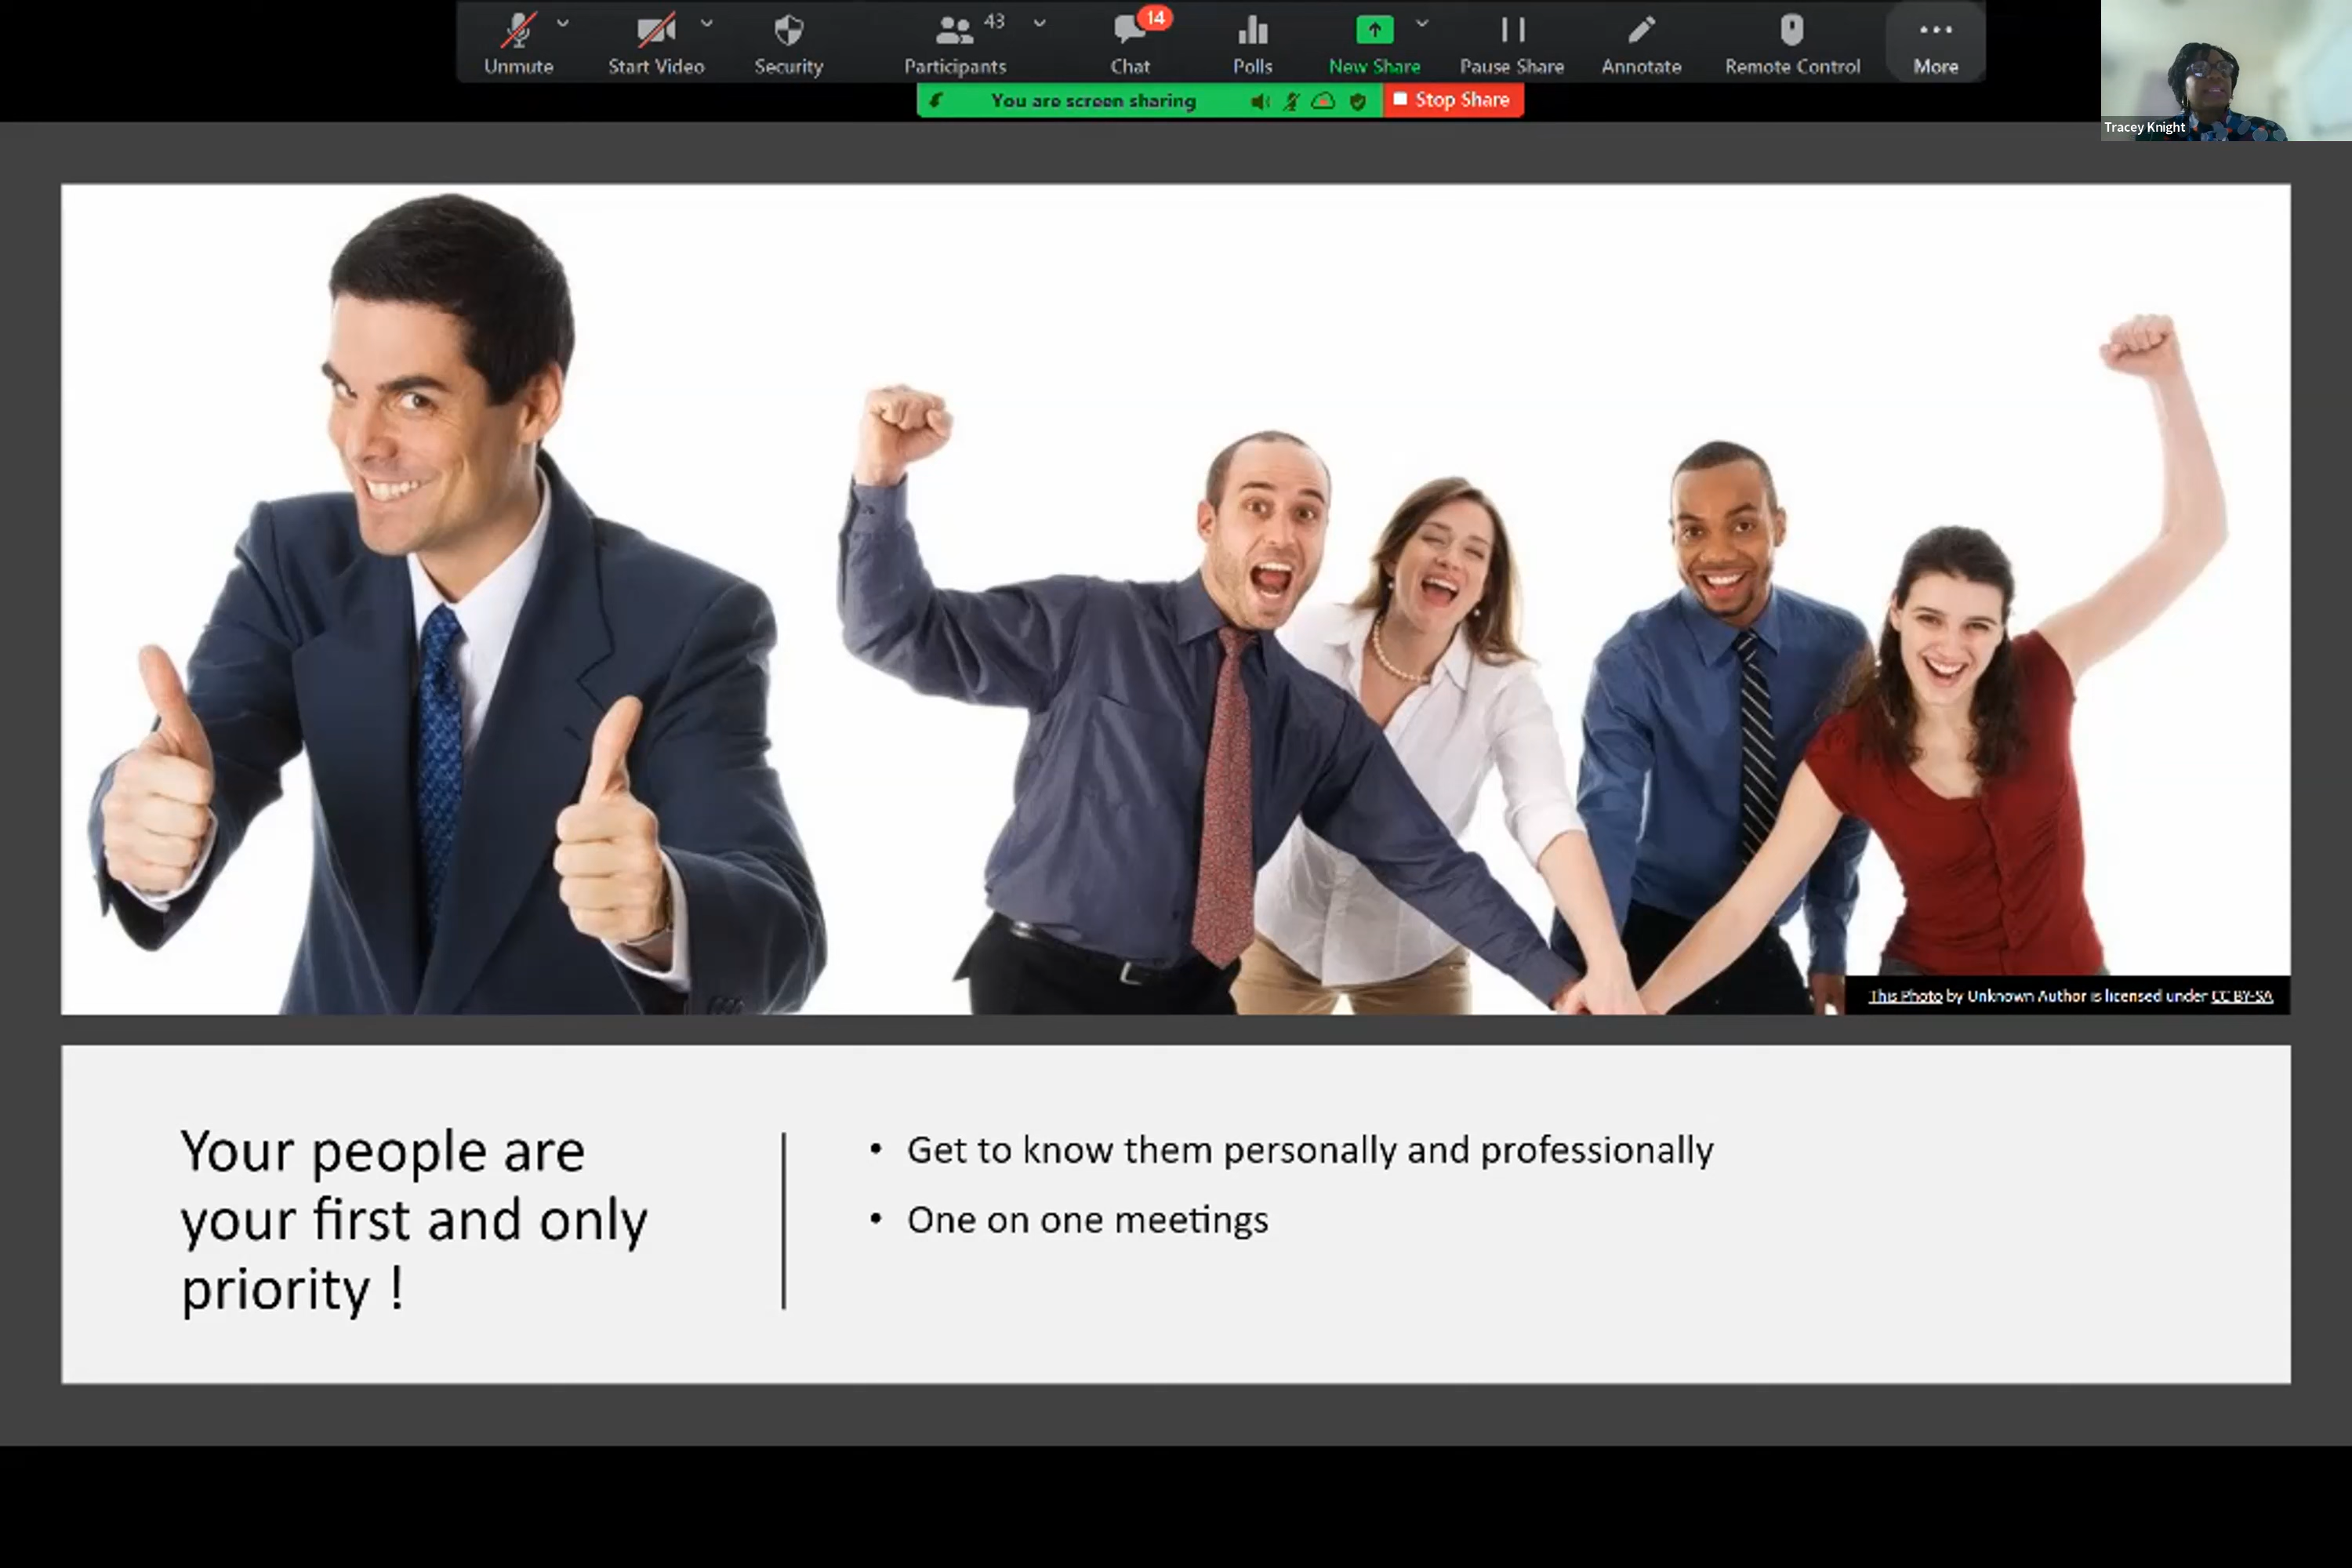 Unmute
Start Video
Security
Participants
43
Chat
14
Polls
New Share
Pause Share
Annotate
Remote Control
More
You are screen sharing
Stop Share
Tracey Knight
This Photo by Unknown Author is licensed under CC BY-SA
Your people are
your first and only
priority !
• Get to know them personally and professionally
• One on one meetings